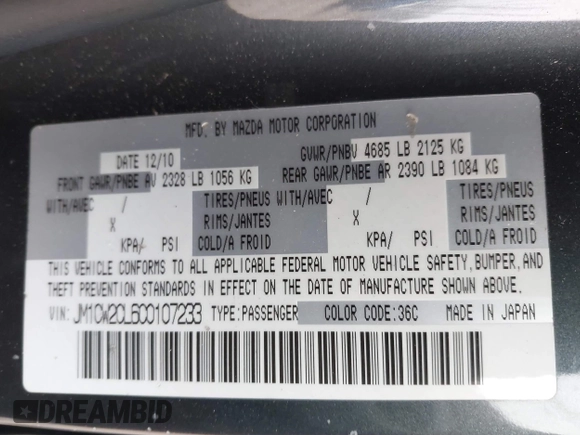 MFG. BY MAZDA MOTOR CORPORATION
DATE 12/10 GVWR/PNBV 4685 LB 2125 KG
FRONT GAWR/PNBE AV 2328 LB 1056 KG REAR GAWR/PNBE AR 2390 LB 1084 KG
WITH/AVEC / TIRES/PNEUS WITH/AVEC / TIRES/PNEUS
X RIMS/JANTES X RIMS/JANTES
KPA/ PSI COLD/A FROID KPA/ PSI COLD/A FROID
THIS VEHICLE CONFORMS TO ALL APPLICABLE FEDERAL MOTOR VEHICLE SAFETY, BUMPER, AND
THEFT PREVENTION STANDARDS IN EFFECT ON THE DATE OF MANUFACTURE SHOWN ABOVE.
VIN: JM1CW2CL6C0107233 TYPE:PASSENGER COLOR CODE:36C MADE IN JAPAN
DREAMBID